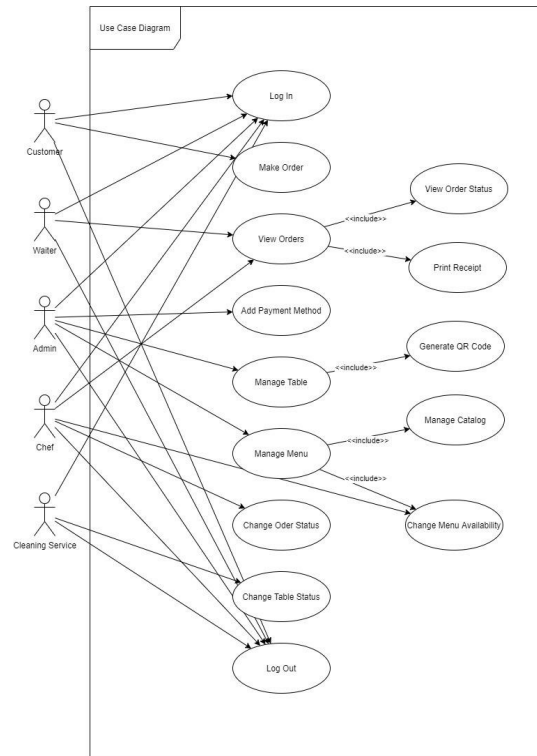 Use Case Diagram
Log In
Customer
Make Order
View Order Status
<<include>>
Waiter
View Orders
<<include>>
Print Receipt
Add Payment Method
Admin
Generate QR Code
<<include>>
Manage Table
Manage Catalog
<<include>>
Chef
Manage Menu
<<include>>
Change Oder Status
Change Menu Availability
Cleaning Service
Change Table Status
Log Out